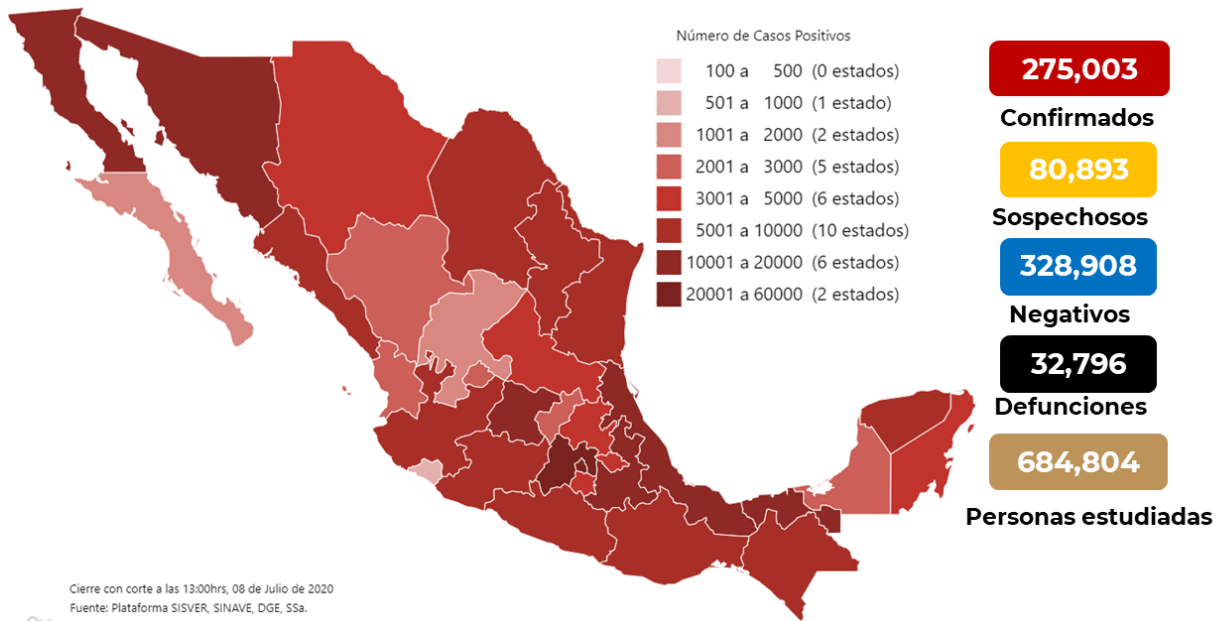 Número de Casos Positivos
100 a 500 (0 estados)
501 a 1000 (1 estado)
1001 a 2000 (2 estados)
2001 a 3000 (5 estados)
3001 a 5000 (6 estados)
5001 a 10000 (10 estados)
10001 a 20000 (6 estados)
20001 a 60000 (2 estados)
275,003
Confirmados
80,893
Sospechosos
328,908
Negativos
32,796
Defunciones
684,804
Personas estudiadas
Cierre con corte a las 13:00hrs, 08 de Julio de 2020
Fuente: Plataforma SISVER, SINAVE, DGE, SSa.